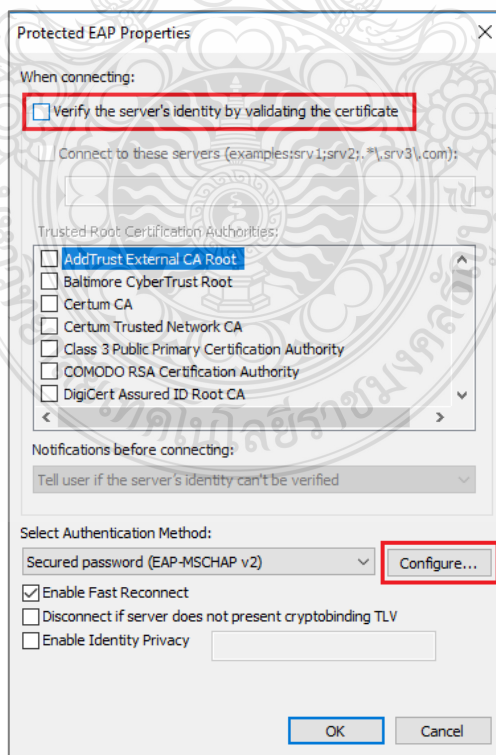 Protected EAP Properties
When connecting:
Verify the server's identity by validating the certificate
Connect to these servers (examples:srv1;srv2;.*\.srv3\.com):
Trusted Root Certification Authorities:
AddTrust External CA Root
Baltimore CyberTrust Root
Certum CA
Certum Trusted Network CA
Class 3 Public Primary Certification Authority
COMODO RSA Certification Authority
DigiCert Assured ID Root CA
Notifications before connecting:
Tell user if the server's identity can't be verified
Select Authentication Method:
Secured password (EAP-MSCHAP v2)
Configure...
Enable Fast Reconnect
Disconnect if server does not present cryptobinding TLV
Enable Identity Privacy
OK
Cancel